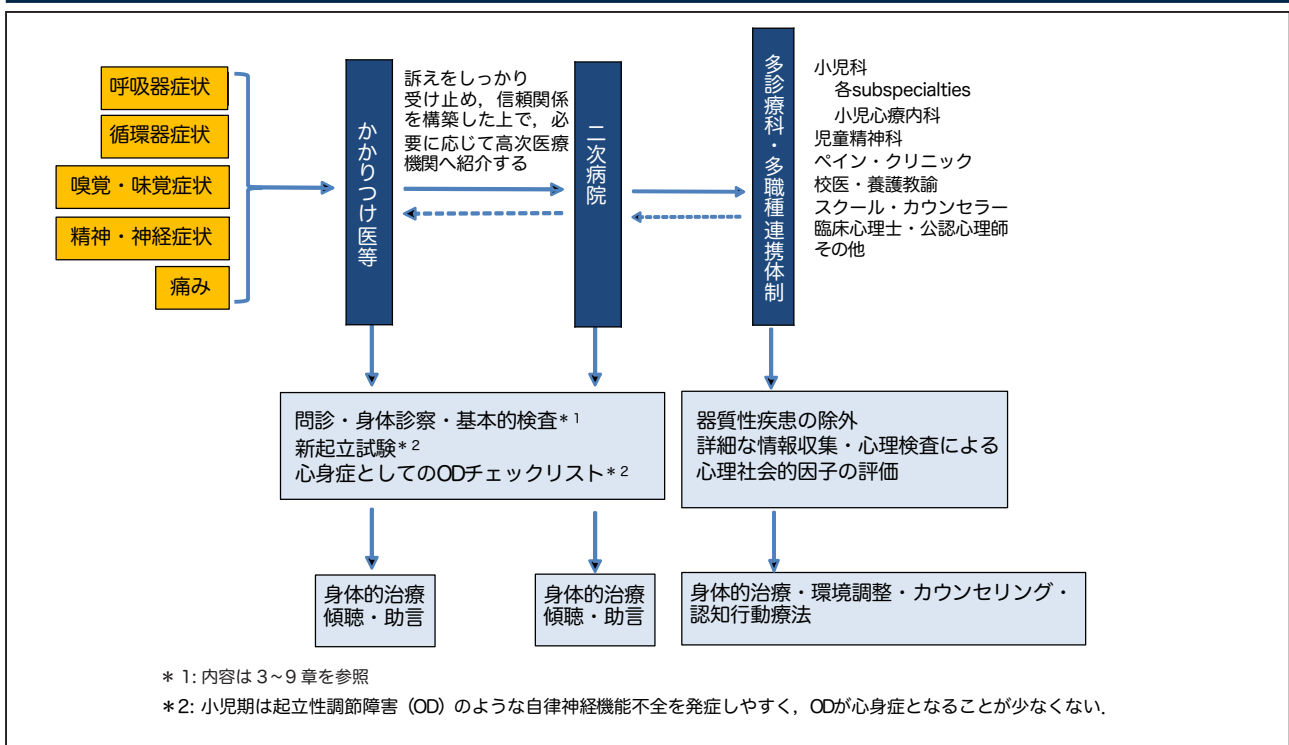 呼吸器症状
循環器症状
嗅覚・味覚症状
精神・神経症状
痛み
かかりつけ医等
訴えをしっかり
受け止め，信頼関係
を構築した上で，必
要に応じて高次医療
機関へ紹介する
二次病院
多診療科・多職種連携体制
小児科
各subspecialties
小児心療内科
児童精神科
ペイン・クリニック
校医・養護教諭
スクール・カウンセラー
臨床心理士・公認心理師
その他
問診・身体診察・基本的検査＊1
新起立試験＊2
心身症としてのODチェックリスト＊2
器質性疾患の除外
詳細な情報収集・心理検査による
心理社会的因子の評価
身体的治療
傾聴・助言
身体的治療
傾聴・助言
身体的治療・環境調整・カウンセリング・
認知行動療法
＊1: 内容は3～9章を参照
＊2: 小児期は起立性調節障害（OD）のような自律神経機能不全を発症しやすく，ODが心身症となることが少なくない．